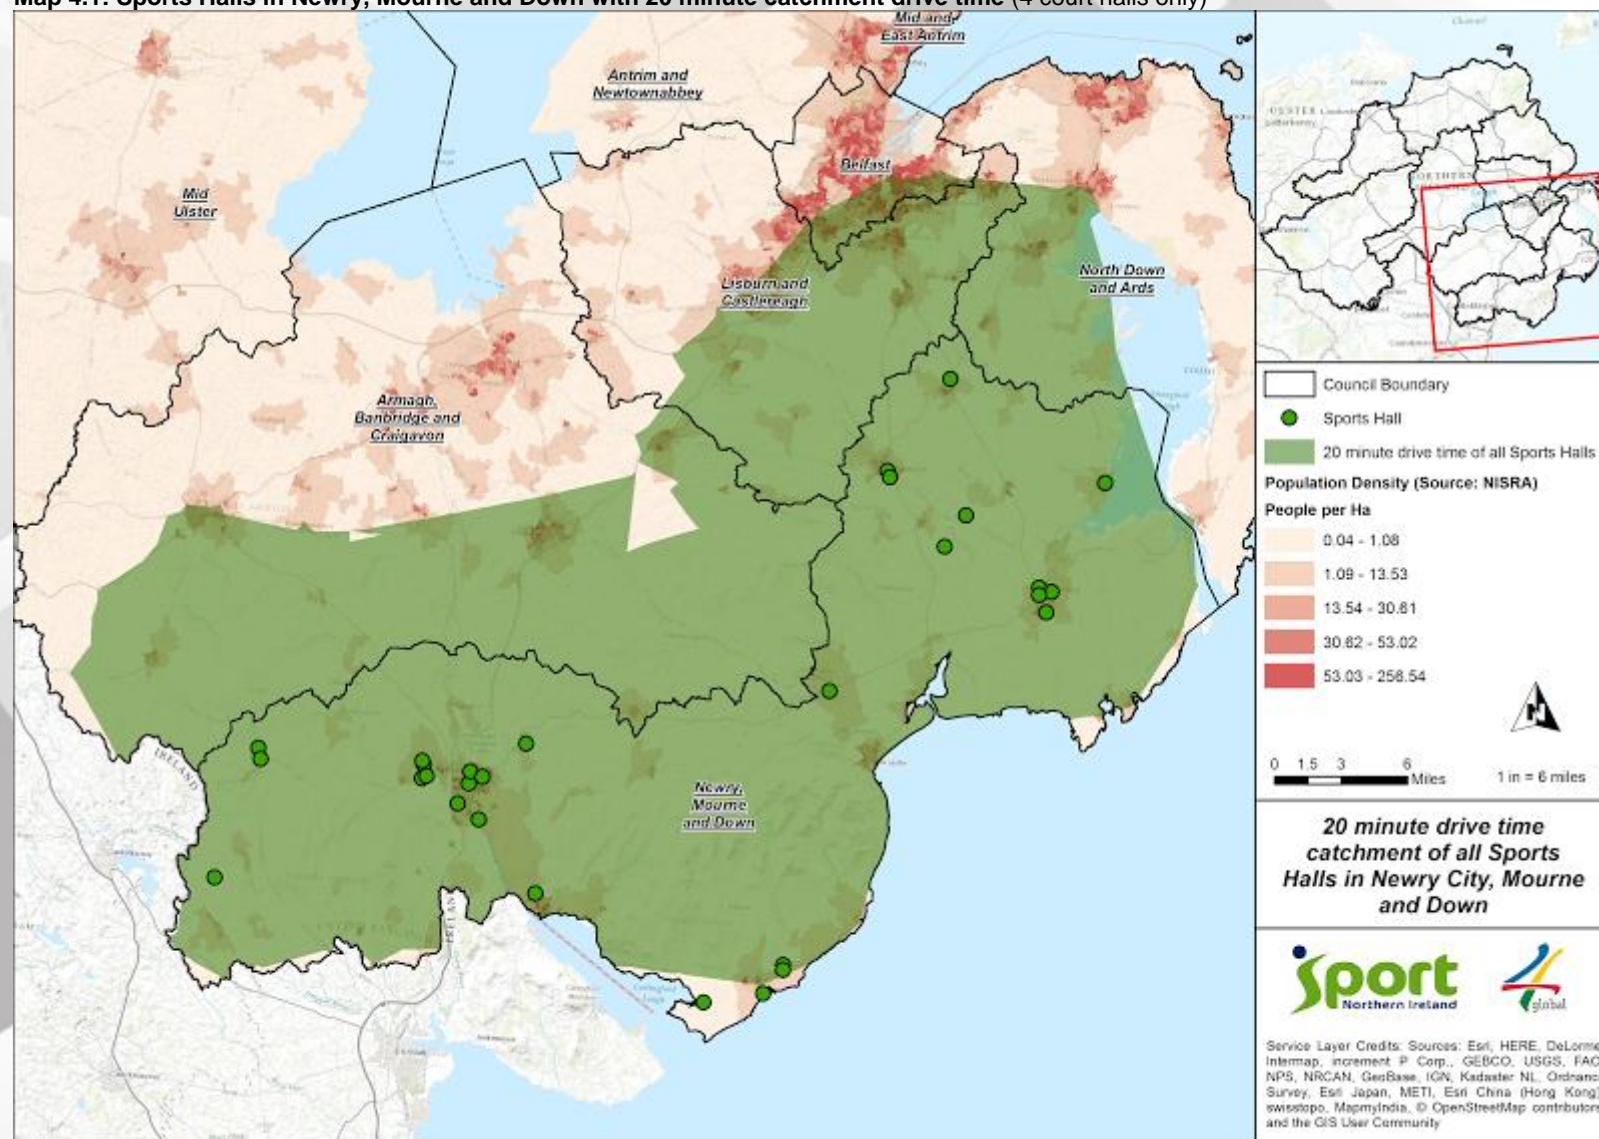 Map 4.1: Sports Halls in Newry, Mourne and Down with 20 minute catchment drive time (4 court halls only)
Mid and
East Antrim
Antrim and
Newtownabbey
Belfast
Mid
Ulster
North Down
and Ards
Lisburn and
Castlereagh
Armagh,
Banbridge and
Craigavon
IRELAND
Newry,
Mourne
and Down
Council Boundary
Sports Hall
20 minute drive time of all Sports Halls
Population Density (Source: NISRA)
People per Ha
0.04 - 1.08
1.09 - 13.53
13.54 - 30.61
30.62 - 53.02
53.03 - 256.54
N
0 1.5 3 6
Miles
1 in = 6 miles
20 minute drive time
catchment of all Sports
Halls in Newry City, Mourne
and Down
Sport
Northern Ireland
4
global
Service Layer Credits: Sources: Esri, HERE, DeLorme
Intermap, increment P Corp., GEBCO, USGS, FAO
NPS, NRCAN, GeoBase, IGN, Kadaster NL, Ordnanc
Survey, Esri Japan, METI, Esri China (Hong Kong)
swisstopo, MapmyIndia, © OpenStreetMap contributors
and the GIS User Community